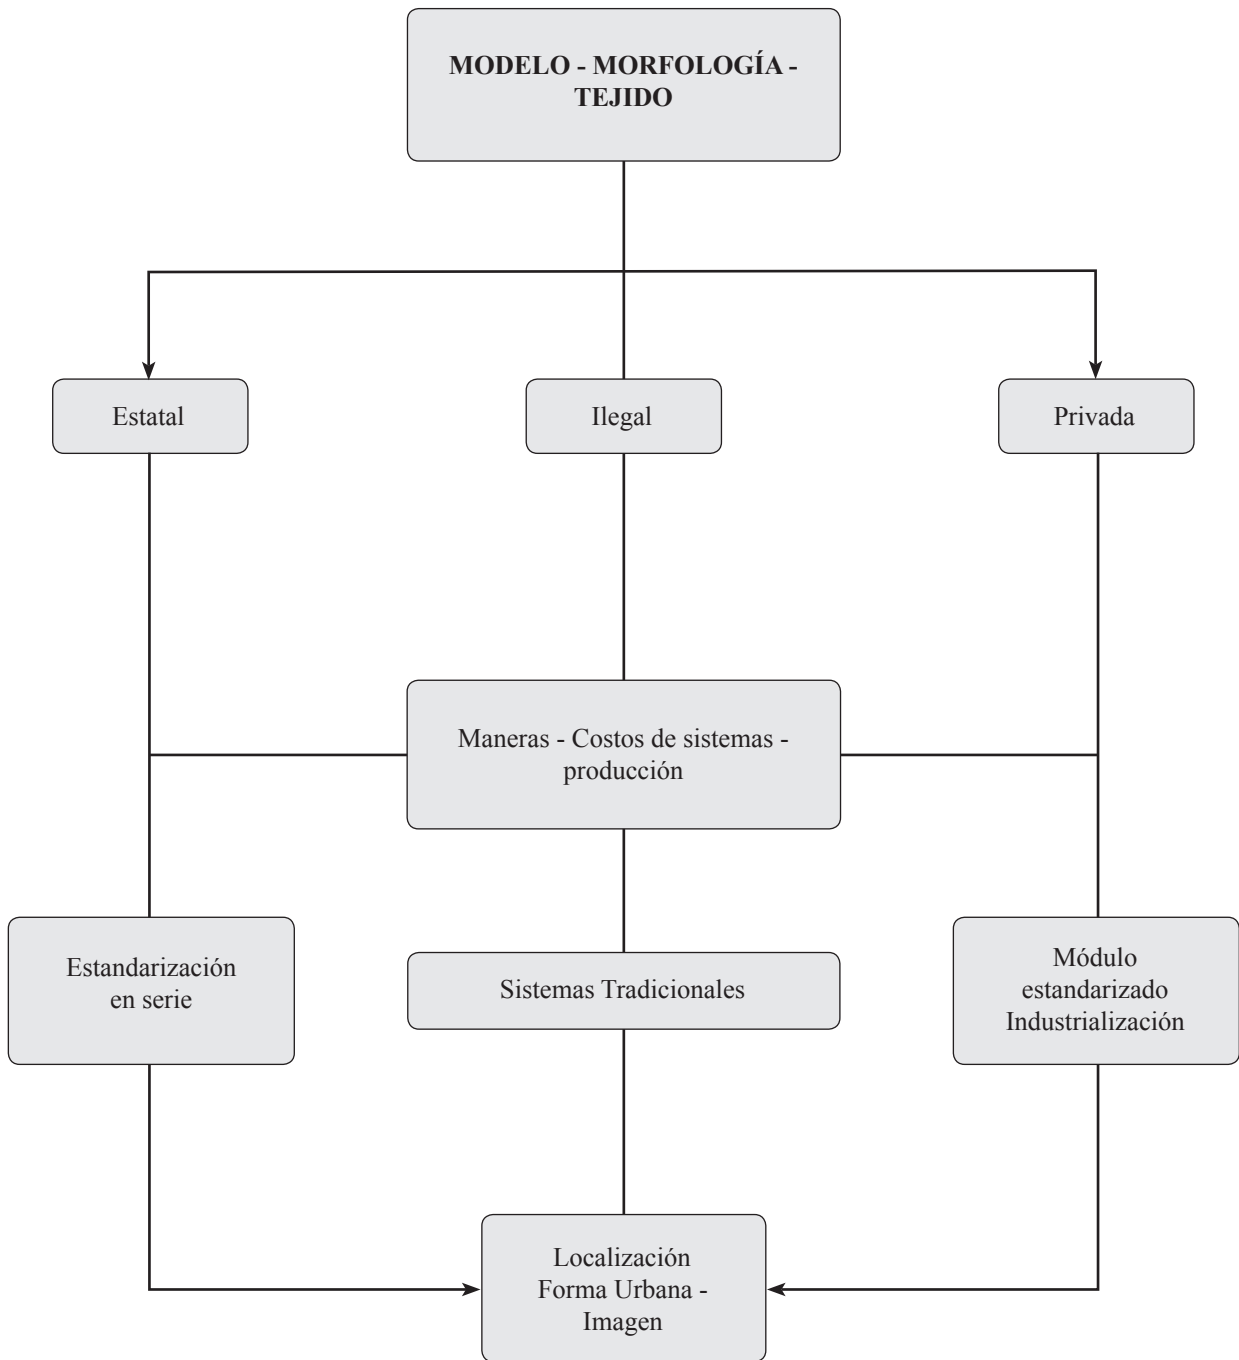 MODELO - MORFOLOGÍA -
TEJIDO
Estatal
Ilegal
Privada
Maneras - Costos de sistemas -
producción
Estandarización
en serie
Sistemas Tradicionales
Módulo
estandarizado
Industrialización
Localización
Forma Urbana -
Imagen